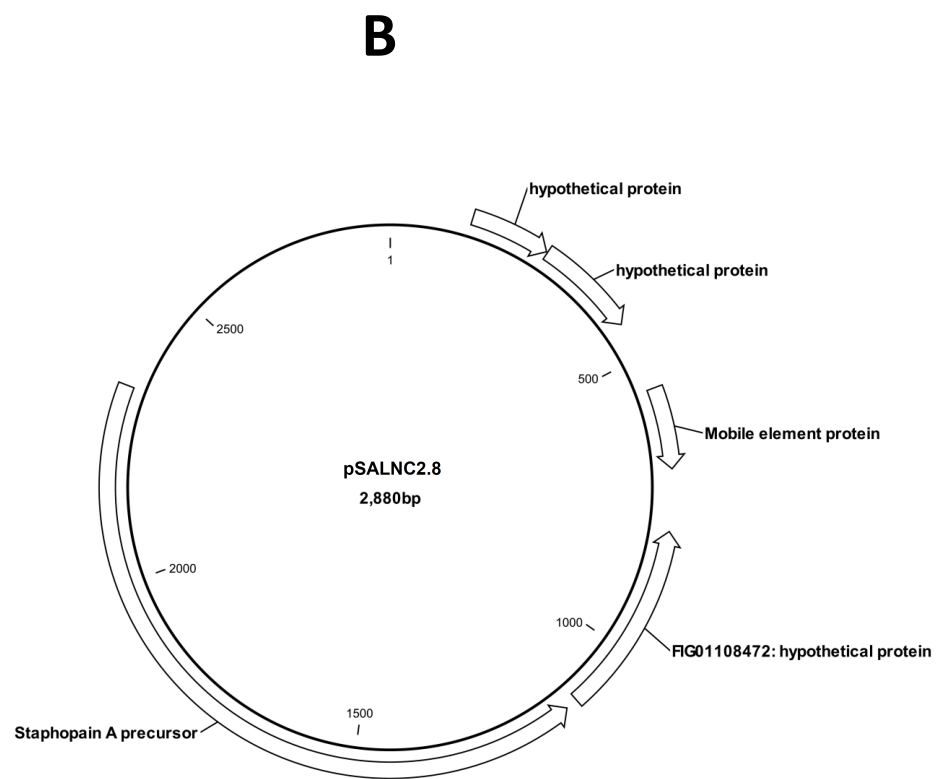 B
hypothetical protein
hypothetical protein
1
2500
500
Mobile element protein
pSALNC2.8
2,880bp
2000
1000
FIG01108472: hypothetical protein
1500
Staphopain A precursor